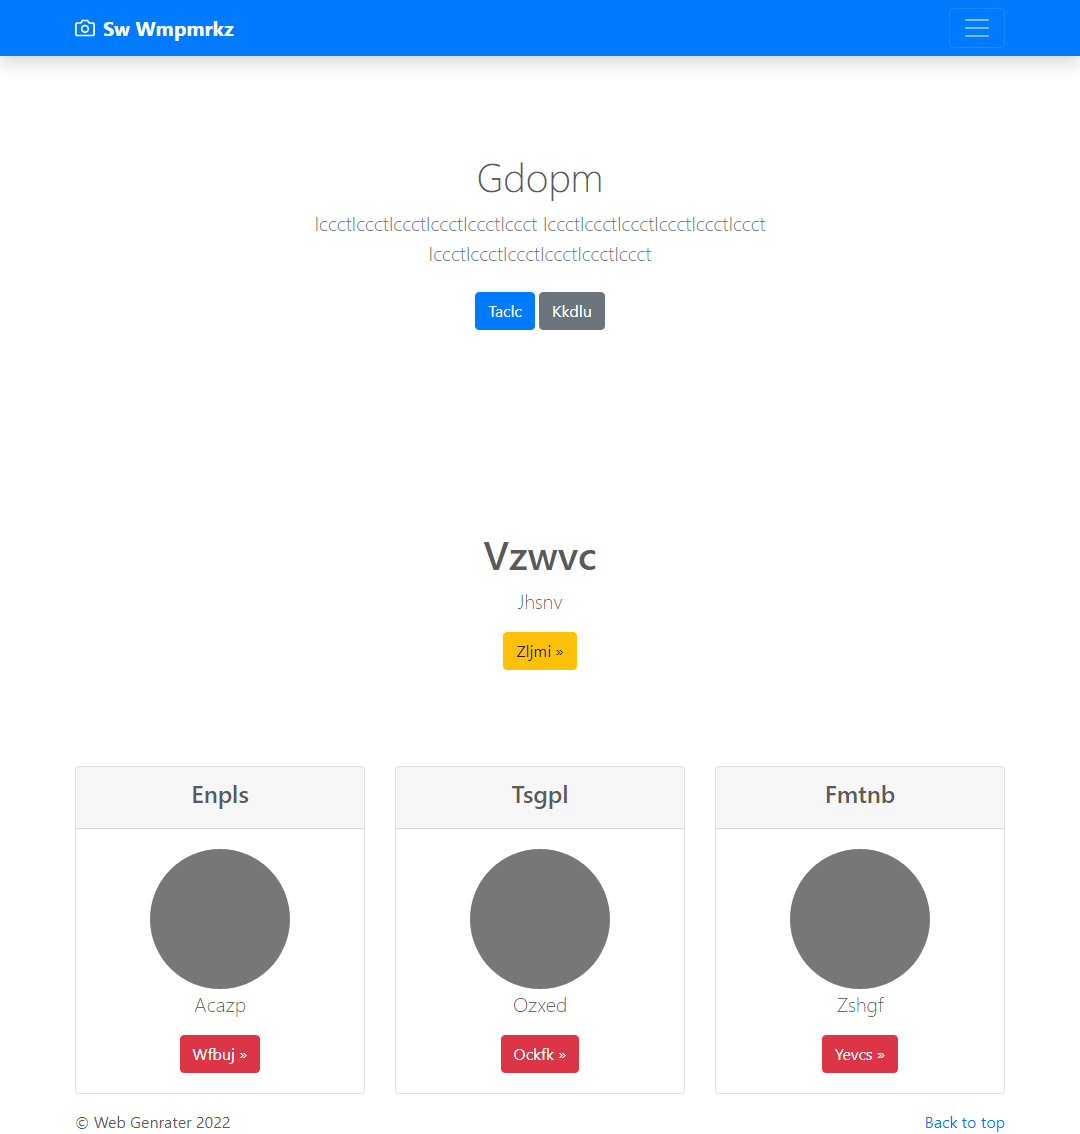 Sw Wmpmrkz
Gdopm
lccctlccctlccctlccctlccctlccct lccctlccctlccctlccctlccctlccct
lccctlccctlccctlccctlccctlccct
Taclc Kkdlu
Vzwvc
Jhsnv
Zljmi »
Enpls Tsgpl Fmtnb
Acazp Ozxed Zshgf
Wfbuj » Ockfk » Yevcs »
© Web Genrater 2022 Back to top